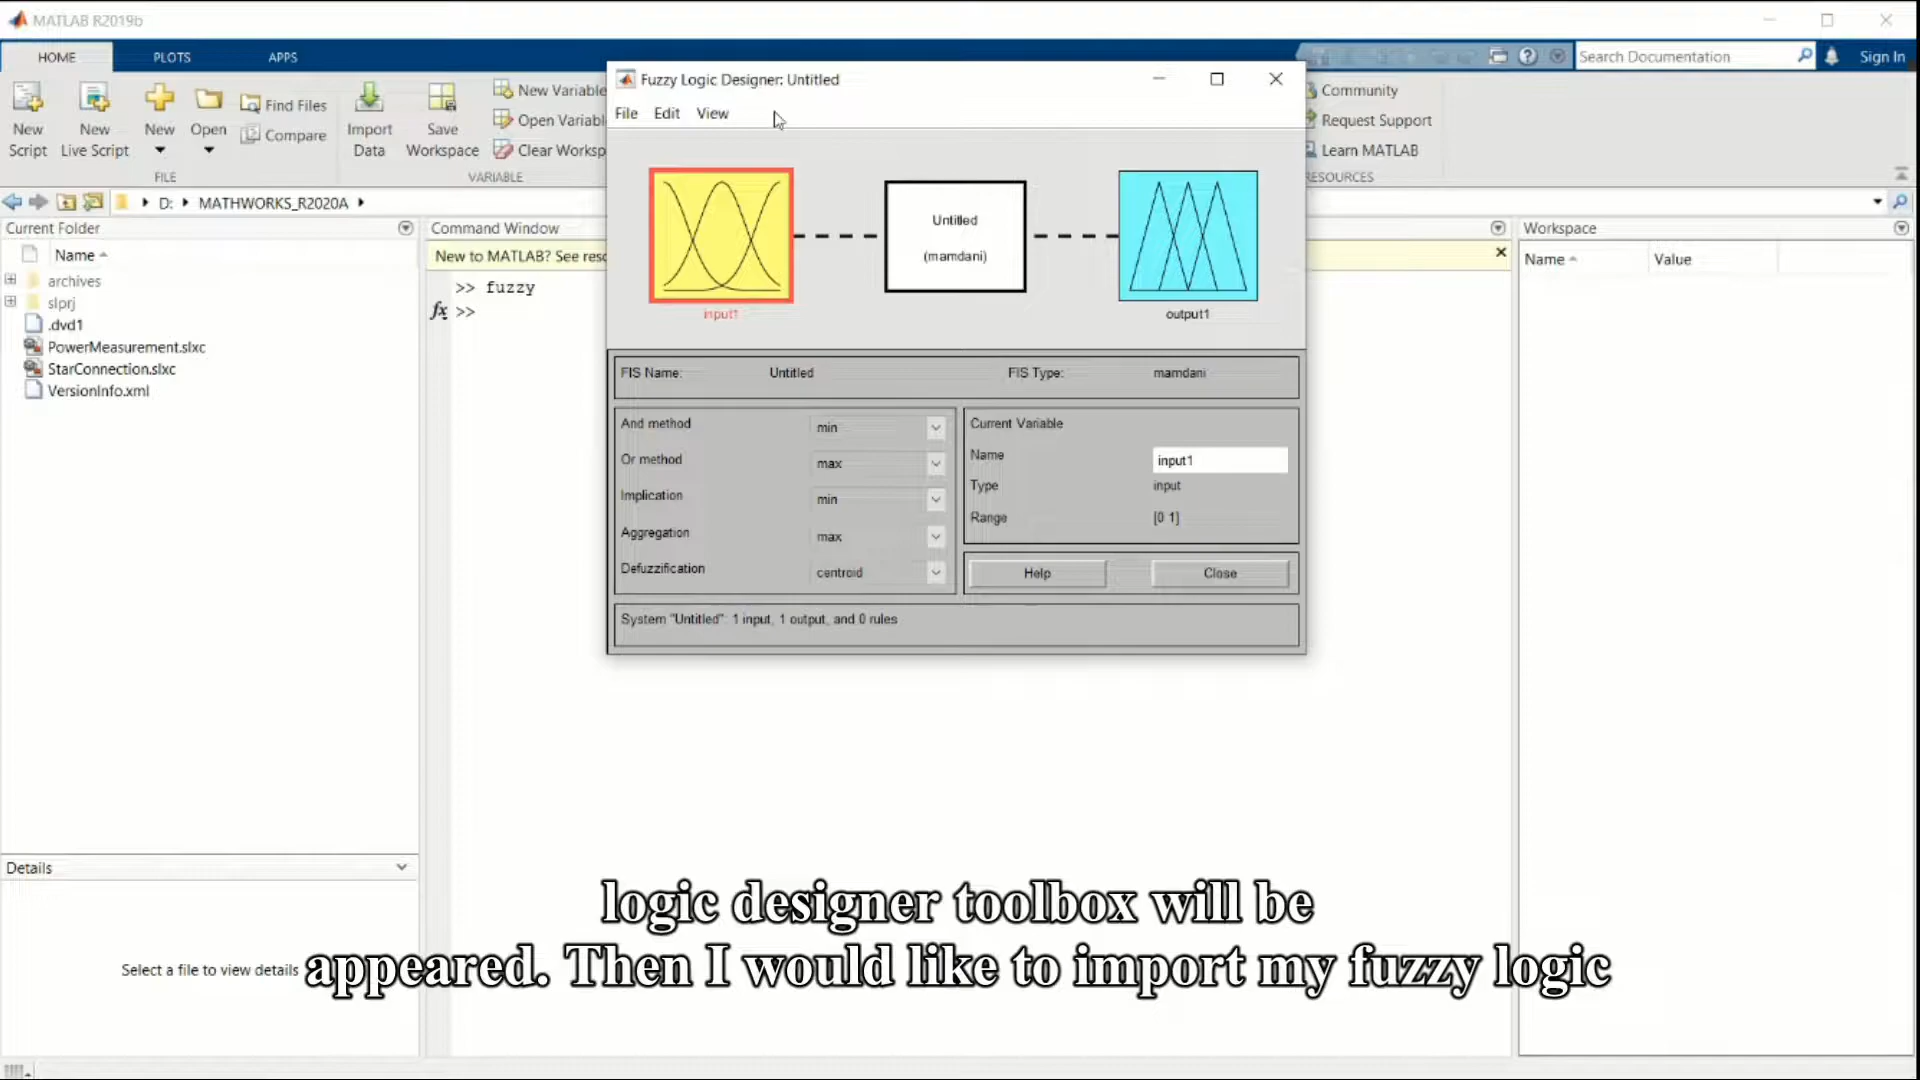 MATLAB R2019b
HOME
PLOTS
APPS
Search Documentation
Sign In
New Script
New Live Script
New
Open
Find Files
Compare
Import Data
Save Workspace
New Variable
Open Variabl
Clear Worksp
FILE
VARIABLE
Community
Request Support
Learn MATLAB
RESOURCES
D:
MATHWORKS_R2020A
Current Folder
Name
archives
slprj
.dvd1
PowerMeasurement.slxc
StarConnection.slxc
VersionInfo.xml
Details
Select a file to view details
Command Window
New to MATLAB? See resc
>> fuzzy
fx >>
Workspace
Name
Value
Fuzzy Logic Designer: Untitled
File Edit View
Untitled
(mamdani)
input1
output1
FIS Name: Untitled
FIS Type: mamdani
And method min
Or method max
Implication min
Aggregation max
Defuzzification centroid
Current Variable
Name input1
Type input
Range [0 1]
Help
Close
System "Untitled": 1 input, 1 output, and 0 rules
logic designer toolbox will be
appeared. Then I would like to import my fuzzy logic